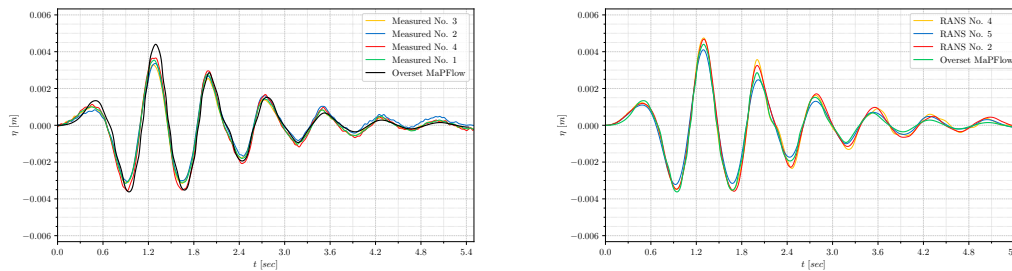 0.006
0.004
0.002
0.000
−0.002
−0.004
−0.006
η [m]
0.0 0.6 1.2 1.8 2.4 3.0 3.6 4.2 4.8 5.4
t [sec]
Measured No. 3
Measured No. 2
Measured No. 4
Measured No. 1
Overset MaPFlow
0.006
0.004
0.002
0.000
−0.002
−0.004
−0.006
η [m]
0.0 0.6 1.2 1.8 2.4 3.0 3.6 4.2 4.8 5.4
t [sec]
RANS No. 4
RANS No. 5
RANS No. 2
Overset MaPFlow